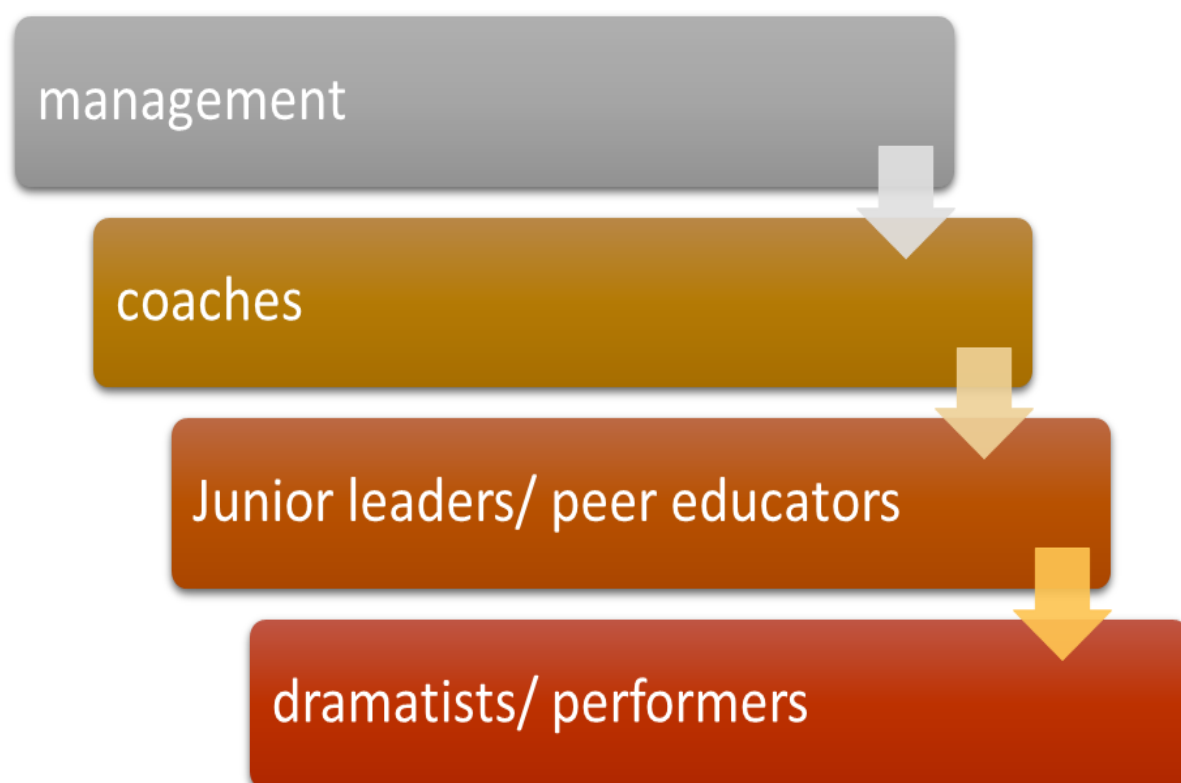 management
coaches
Junior leaders/ peer educators
dramatists/ performers